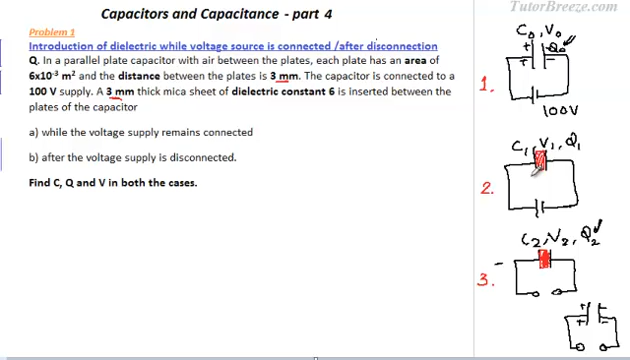 TutorBreeze.com
Capacitors and Capacitance - part 4
Problem 1
Introduction of dielectric while voltage source is connected /after disconnection
Q. In a parallel plate capacitor with air between the plates, each plate has an area of
6x10⁻³ m² and the distance between the plates is 3 mm. The capacitor is connected to a
100 V supply. A 3 mm thick mica sheet of dielectric constant 6 is inserted between the
plates of the capacitor
a) while the voltage supply remains connected
b) after the voltage supply is disconnected.
Find C, Q and V in both the cases.
C₀, V₀
Q₀
+ -
+ -
1.
100V
C₁, V₁, Q₁
2.
C₂, V₂, Q₂
3.
+ -
+ -